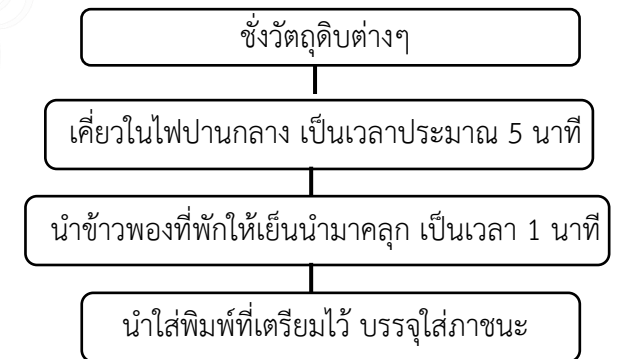 ชั่งวัตถุดิบต่างๆ
เคี่ยวในไฟปานกลาง เป็นเวลาประมาณ 5 นาที
นำข้าวพองที่พักให้เย็นนำมาคลุก เป็นเวลา 1 นาที
นำใส่พิมพ์ที่เตรียมไว้ บรรจุใส่ภาชนะ